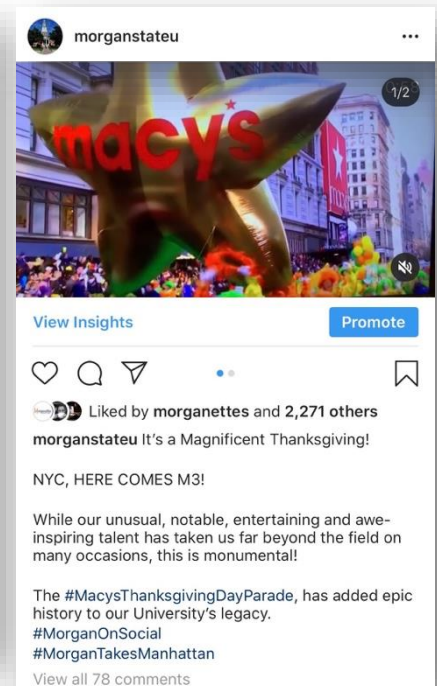 morganstateu
1/2
macy's
View Insights
Promote
Liked by morganettes and 2,271 others
morganstateu It's a Magnificent Thanksgiving!
NYC, HERE COMES M3!
While our unusual, notable, entertaining and awe-
inspiring talent has taken us far beyond the field on
many occasions, this is monumental!
The #MacysThanksgivingDayParade, has added epic
history to our University's legacy.
#MorganOnSocial
#MorganTakesManhattan
View all 78 comments